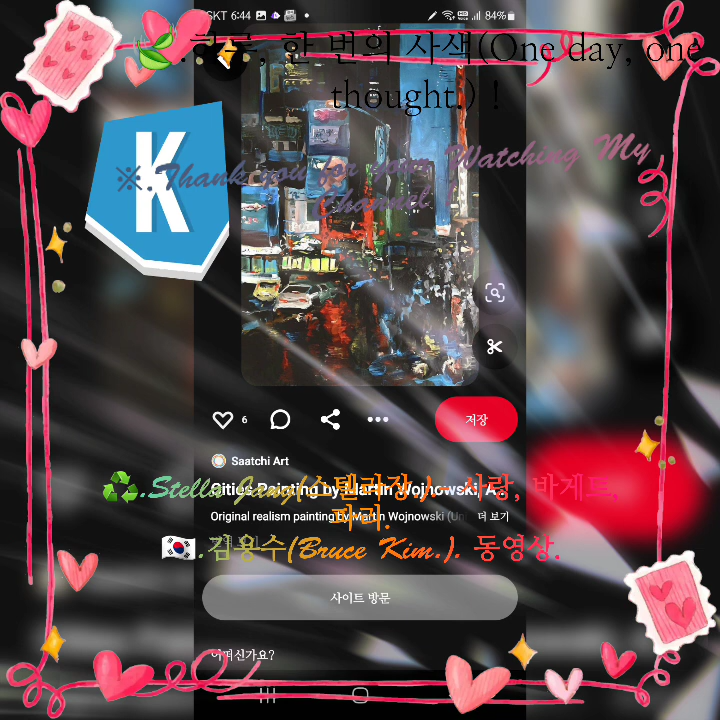 SKT 6:44 84%
.하루, 한 번의 사색(One day, one
thought.) !
K
※.Thank you for your Watching My
Channel !
6
저장
Saatchi Art
Cities Painting by Martin Wojnowski,
♻️.Stella Jang(스텔라장.). 사랑, 바게트,
파리.
Original realism painting by Martin Wojnowski (Un 더 보기
🇰🇷.김용수(Bruce Kim.). 동영상.
사이트 방문
어떠신가요?